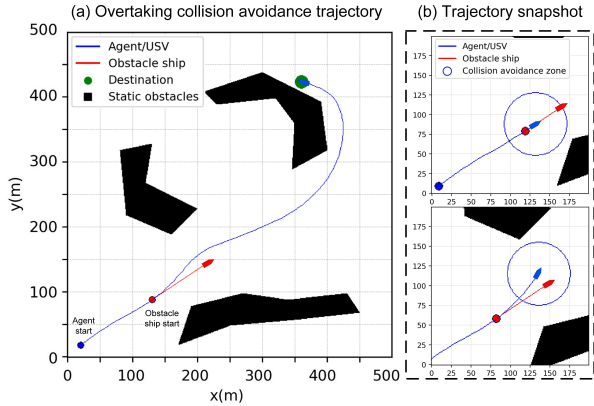 (a) Overtaking collision avoidance trajectory
(b) Trajectory snapshot
500
400
300
200
100
0
y(m)
Agent/USV
Obstacle ship
Destination
Static obstacles
Agent
start
Obstacle
ship start
0 100 200 300 400 500
x(m)
175
150
125
100
75
50
25
0
Agent/USV
Obstacle ship
Collision avoidance zone
0 25 50 75 100 125 150 175
175
150
125
100
75
50
25
0
0 25 50 75 100 125 150 175